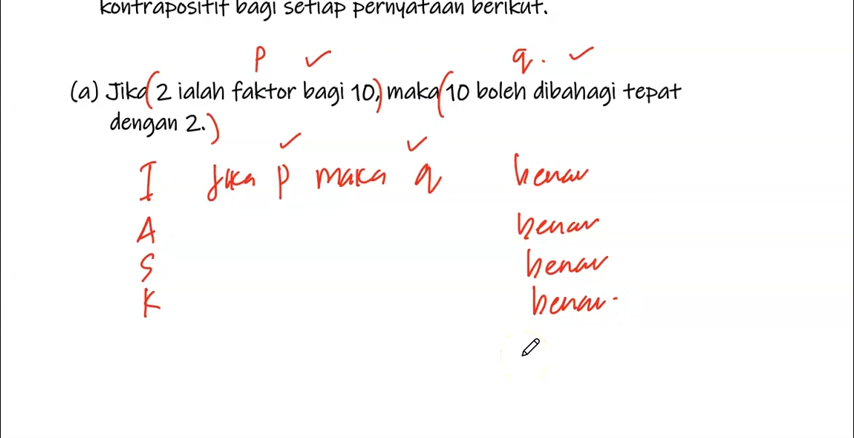 kontrapositif bagi setiap pernyataan berikut.
p q.
(a) Jika (2 ialah faktor bagi 10,) maka (10 boleh dibahagi tepat
dengan 2.)
I Jika p maka q benar
A benar
S benar
K benar.